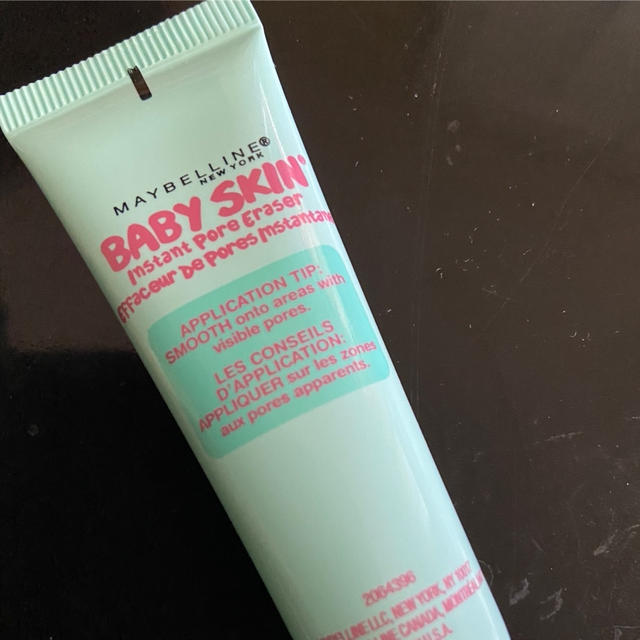 MAYBELLINE®
NEW YORK
BABY SKIN®
Instant Pore Eraser
Effaceur De Pores Instantané
APPLICATION TIP:
SMOOTH onto areas with
visible pores.
LES CONSEILS
D'APPLICATION:
APPLIQUER sur les zones
aux pores apparents.
2064396
LLC, NEW YORK, NY 10017
LINE CANADA,
U.S.A.